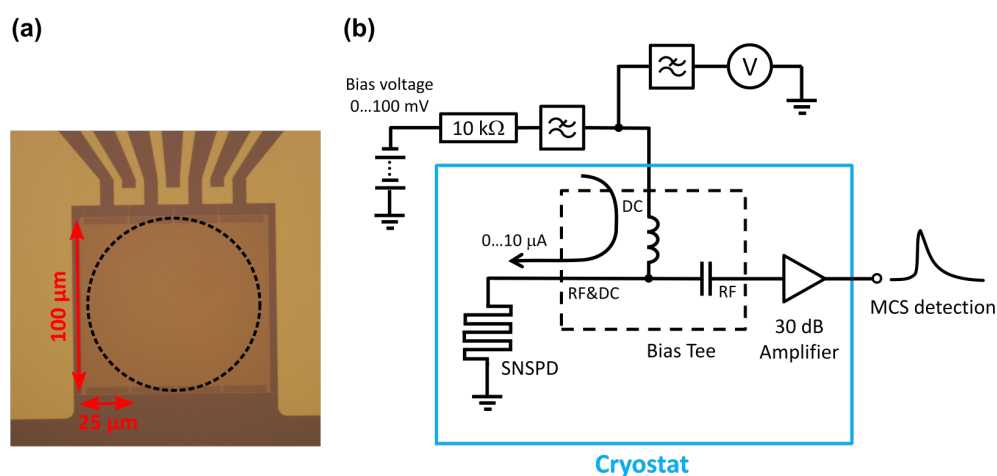 (a)
100 μm
25 μm
(b)
Bias voltage
0...100 mV
10 kΩ
V
DC
0...10 μA
RF&DC
RF
SNSPD
Bias Tee
30 dB
Amplifier
MCS detection
Cryostat